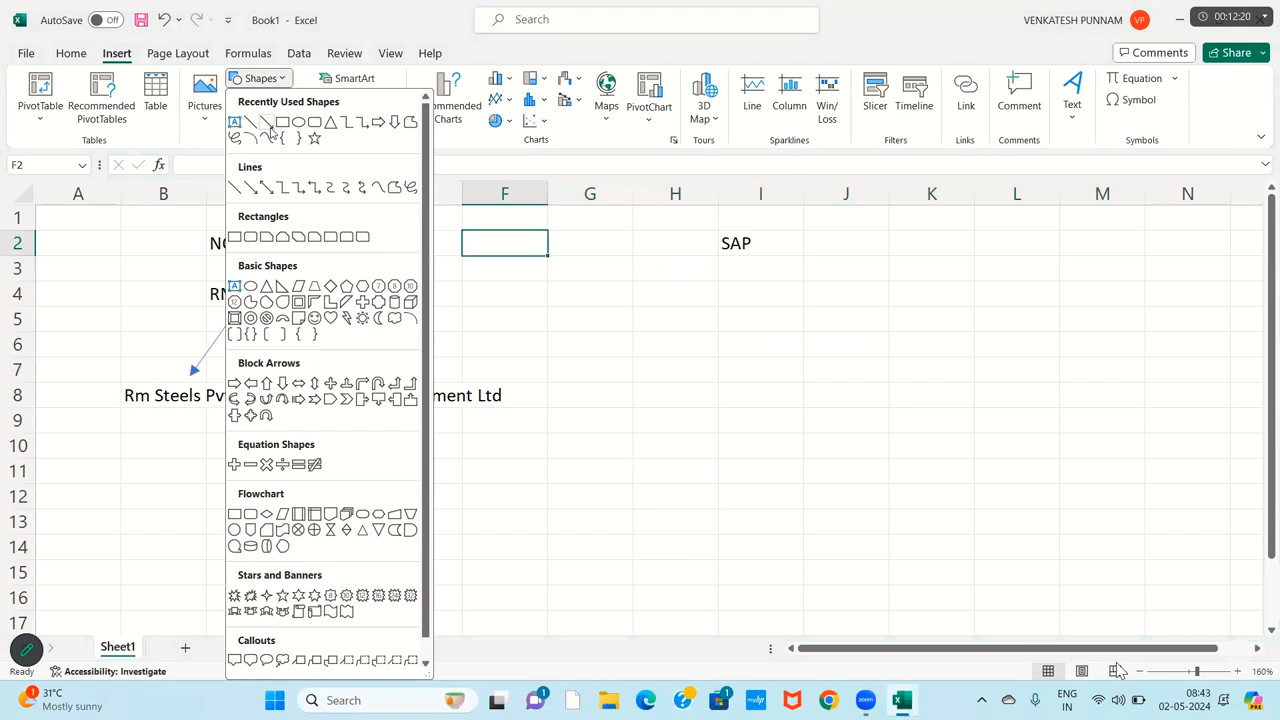 AutoSave Off Book1 - Excel Search VENKATESH PUNNAM VP 00:12:20
File Home Insert Page Layout Formulas Data Review View Help Comments Share
PivotTable Recommended PivotTables Table Pictures Shapes SmartArt
ommended Charts Maps PivotChart 3D Map Line Column Win/Loss Slicer Timeline Link Comment Text Equation Symbol
Tables Charts Tours Sparklines Filters Links Comments Text Symbols
F2 fx
A B F G H I J K L M N
1
2 SAP
3
4
5
6
7
8 Rm Steels Pv ment Ltd
9
10
11
12
13
14
15
16
17
Recently Used Shapes
Lines
Rectangles
Basic Shapes
Block Arrows
Equation Shapes
Flowchart
Stars and Banners
Callouts
Sheet1
Ready Accessibility: Investigate 160%
31°C
Mostly sunny
Search
ENG
IN
08:43
02-05-2024